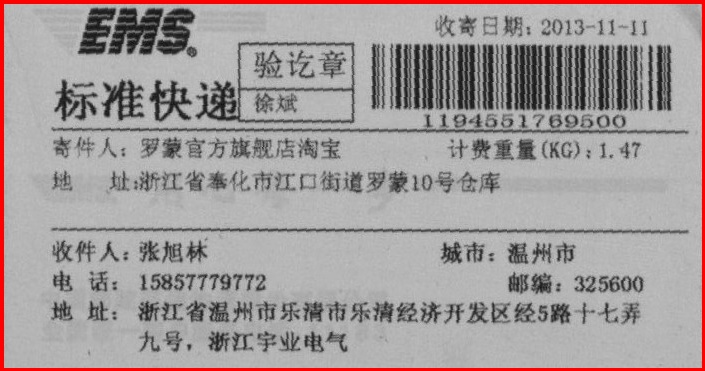 EMS®
收寄日期: 2013-11-11
验讫章
标准快递
徐斌
1194551769500
寄件人: 罗蒙官方旗舰店淘宝 计费重量(KG): 1.47
地 址:浙江省奉化市江口街道罗蒙10号仓库
收件人: 张旭林 城市: 温州市
电 话: 15857779772 邮编: 325600
地 址: 浙江省温州市乐清市乐清经济开发区经5路十七弄
九号, 浙江宇业电气